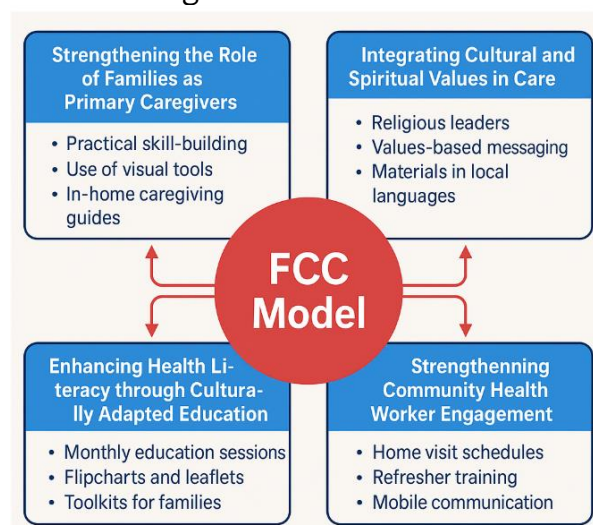 Strengthening the Role
of Families as
Primary Caregivers
• Practical skill-building
• Use of visual tools
• In-home caregiving
guides
Integrating Cultural and
Spiritual Values in Care
• Religious leaders
• Values-based messaging
• Materials in local
languages
FCC
Model
Enhancing Health Li-
teracy through Cultura-
lly Adapted Education
• Monthly education sessions
• Flipcharts and leaflets
• Toolkits for families
Strengthenning
Community Health
Worker Engagement
• Home visit schedules
• Refresher training
• Mobile communication